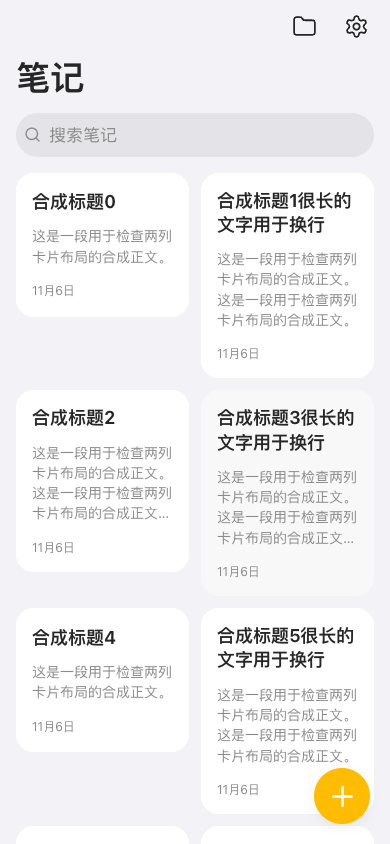 笔记
搜索笔记
合成标题0
这是一段用于检查两列
卡片布局的合成正文。
11月6日
合成标题1很长的
文字用于换行
这是一段用于检查两列
卡片布局的合成正文。
这是一段用于检查两列
卡片布局的合成正文。
11月6日
合成标题2
这是一段用于检查两列
卡片布局的合成正文。
这是一段用于检查两列
卡片布局的合成正文...
11月6日
合成标题3很长的
文字用于换行
这是一段用于检查两列
卡片布局的合成正文。
这是一段用于检查两列
卡片布局的合成正文...
11月6日
合成标题4
这是一段用于检查两列
卡片布局的合成正文。
11月6日
合成标题5很长的
文字用于换行
这是一段用于检查两列
卡片布局的合成正文。
这是一段用于检查两列
卡片布局的合成正文。
11月6日